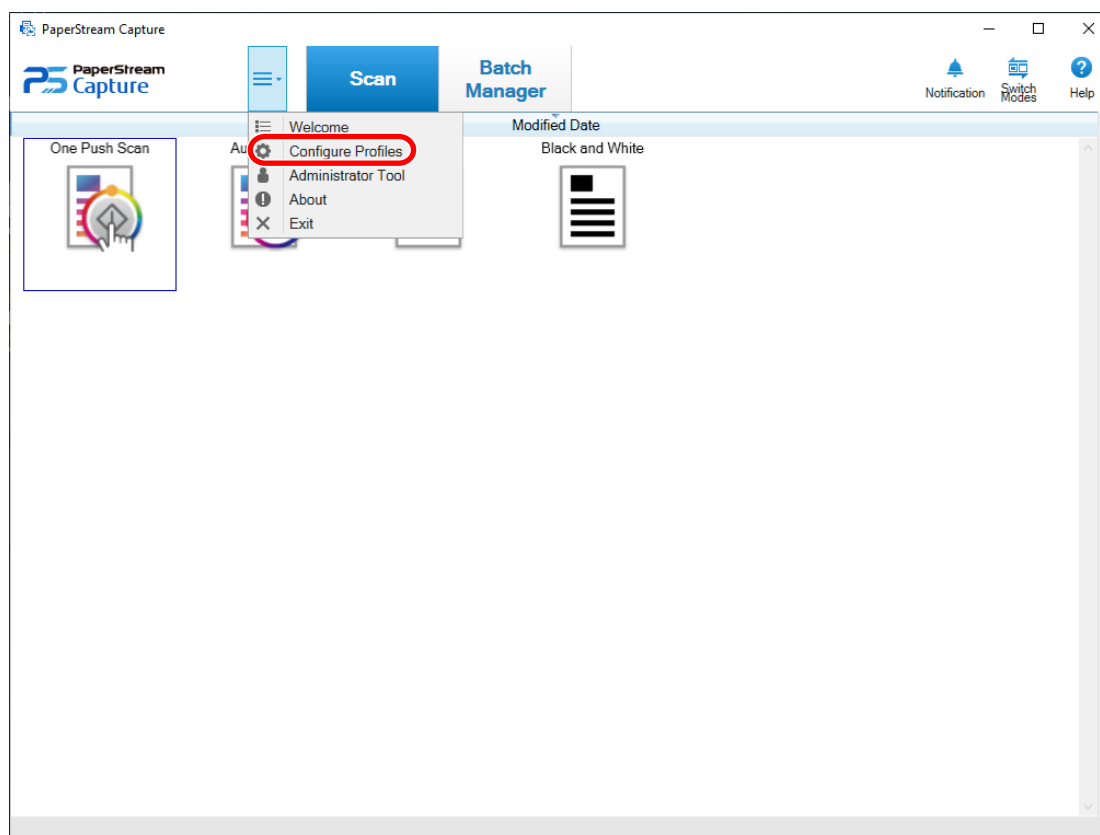 PaperStream Capture
PaperStream
Capture
Scan
Batch
Manager
Notification
Switch
Modes
Help
Modified Date
Welcome
Configure Profiles
Administrator Tool
About
Exit
One Push Scan
Au
Black and White